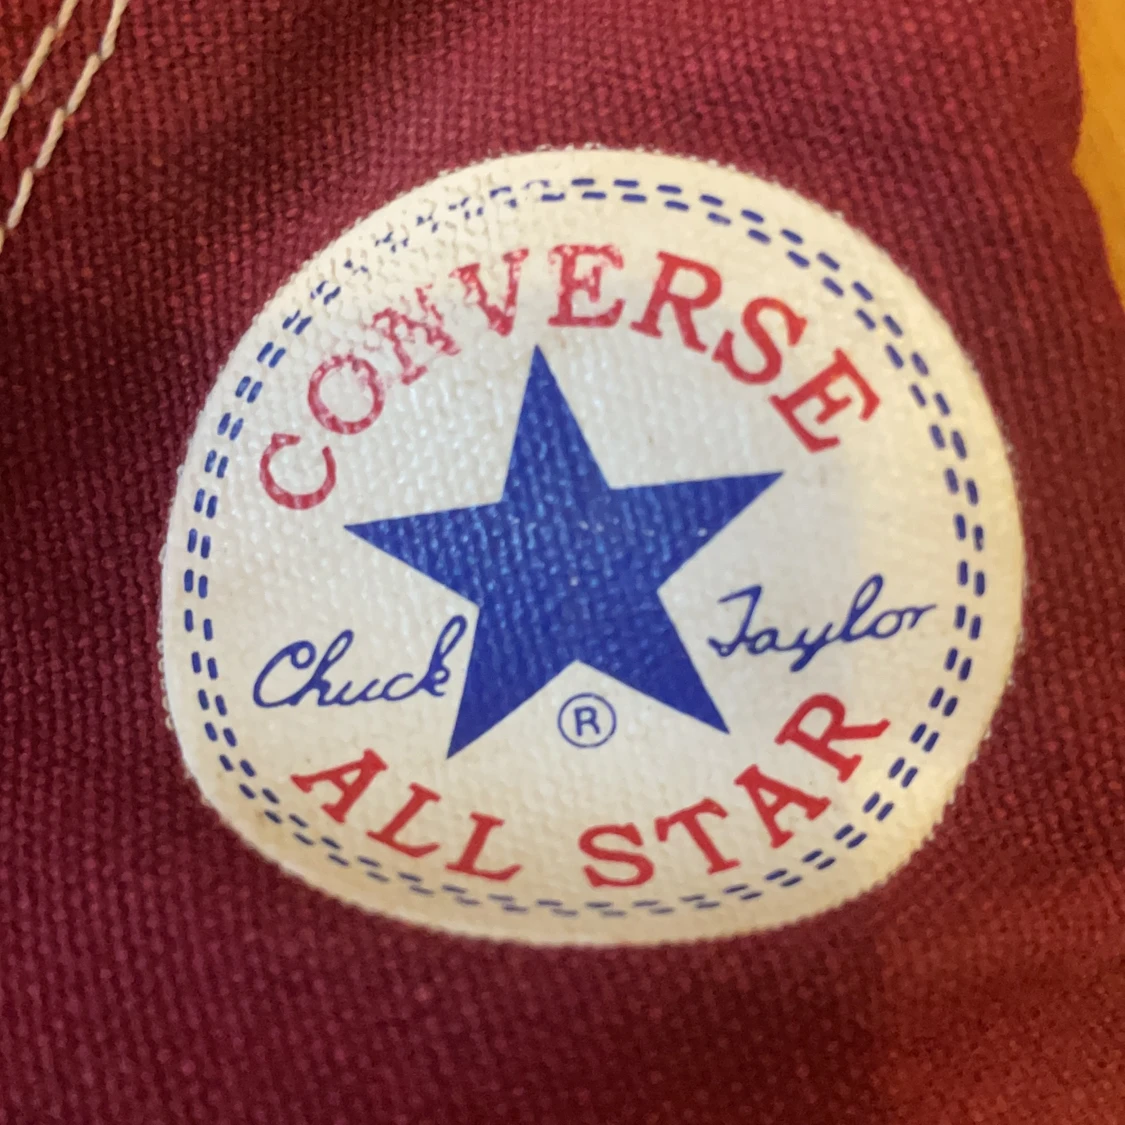 CONVERSE
Chuck Taylor
®
ALL STAR